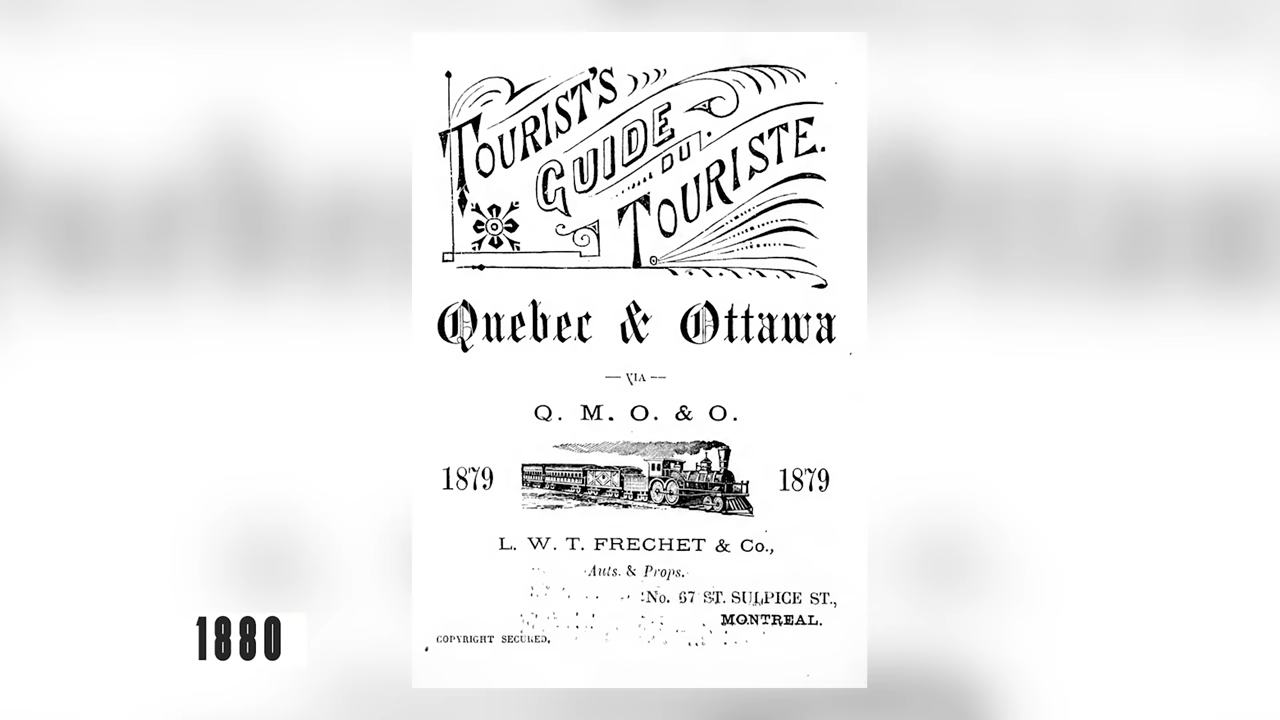 TOURIST'S
GUIDE
DU
TOURISTE.
Quebec & Ottawa
— VIA —
Q. M. O. & O.
1879 1879
L. W. T. FRECHET & Co.,
Auts. & Props.
No. 67 ST. SULPICE ST.,
MONTREAL.
COPYRIGHT SECURED.
1880